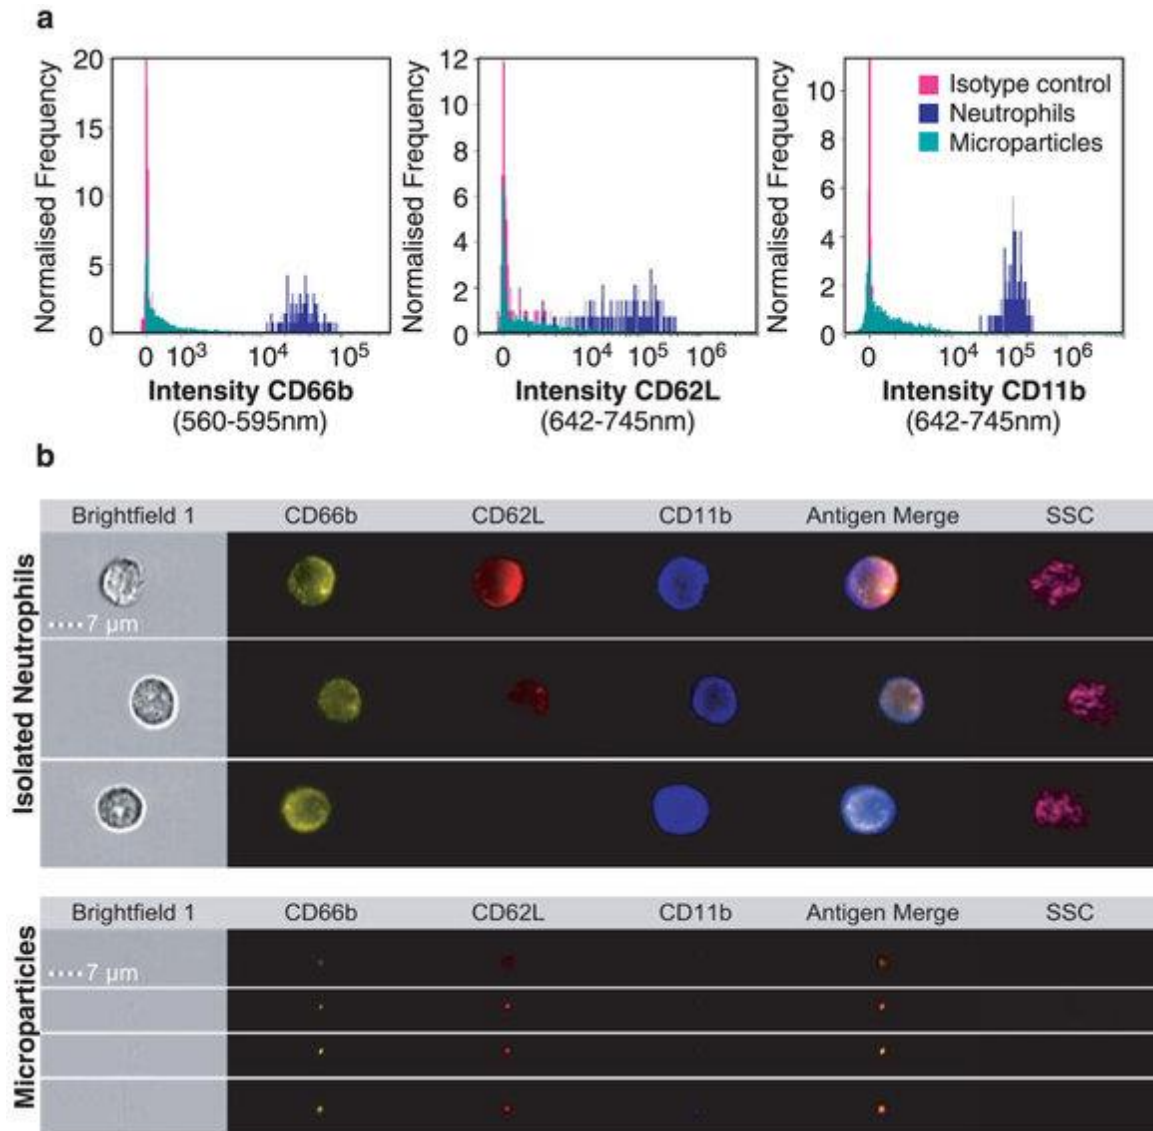 a
Normalised Frequency
20
15
10
5
0
0 10³ 10⁴ 10⁵
Intensity CD66b
(560-595nm)
Normalised Frequency
12
10
8
6
4
2
0
0 10⁴ 10⁵ 10⁶
Intensity CD62L
(642-745nm)
Normalised Frequency
10
8
6
4
2
0
0 10⁴ 10⁵ 10⁶
Intensity CD11b
(642-745nm)
Isotype control
Neutrophils
Microparticles
b
Isolated Neutrophils
Brightfield 1 CD66b CD62L CD11b Antigen Merge SSC
7 µm
Microparticles
Brightfield 1 CD66b CD62L CD11b Antigen Merge SSC
7 µm